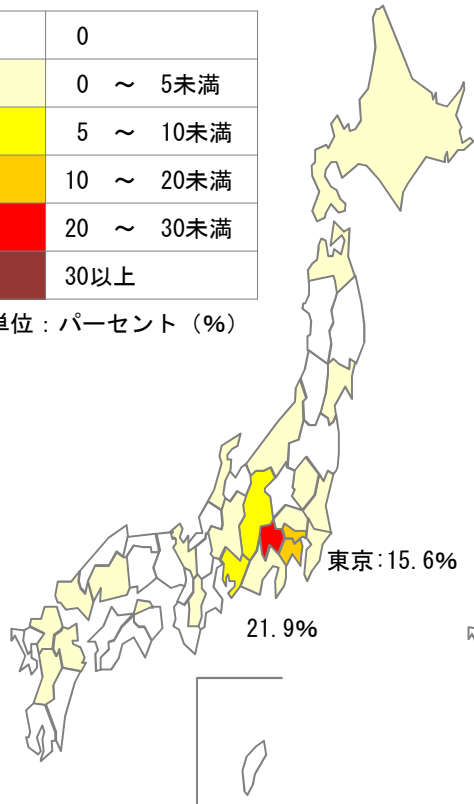 0
0 ～ 5未満
5 ～ 10未満
10 ～ 20未満
20 ～ 30未満
30以上
単位：パーセント（%）
東京:15.6%
21.9%